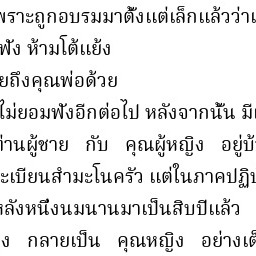 พราะถูกอบรมมาตั้งแต่เล็กแล้วว่าเ
ฟัง ห้ามโต้แย้ง
ยถึงคุณพ่อด้วย
ไม่ยอมฟังอีกต่อไป หลังจากนั้น มีเ
ท่านผู้ชาย กับ คุณผู้หญิง อยู่บ้
ะเบียนสำมะโนครัว แต่ในภาคปฏิบ
หลังหนึ่งนมนานมาเป็นสิบปีแล้ว
ง กลายเป็น คุณหญิง อย่างเต็